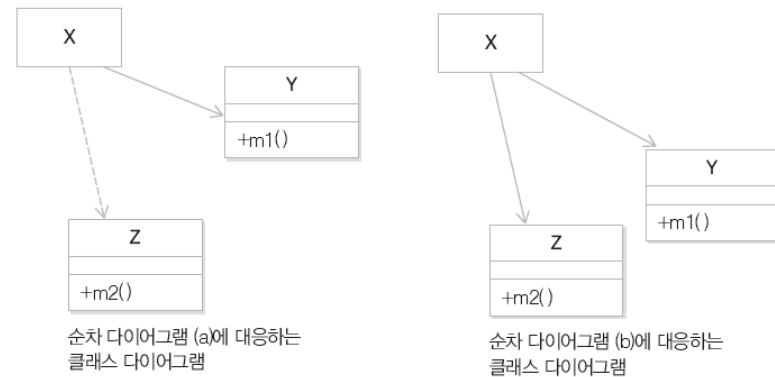 X
Y
+m1()
Z
+m2()
순차 다이어그램 (a)에 대응하는
클래스 다이어그램
X
Y
+m1()
Z
+m2()
순차 다이어그램 (b)에 대응하는
클래스 다이어그램